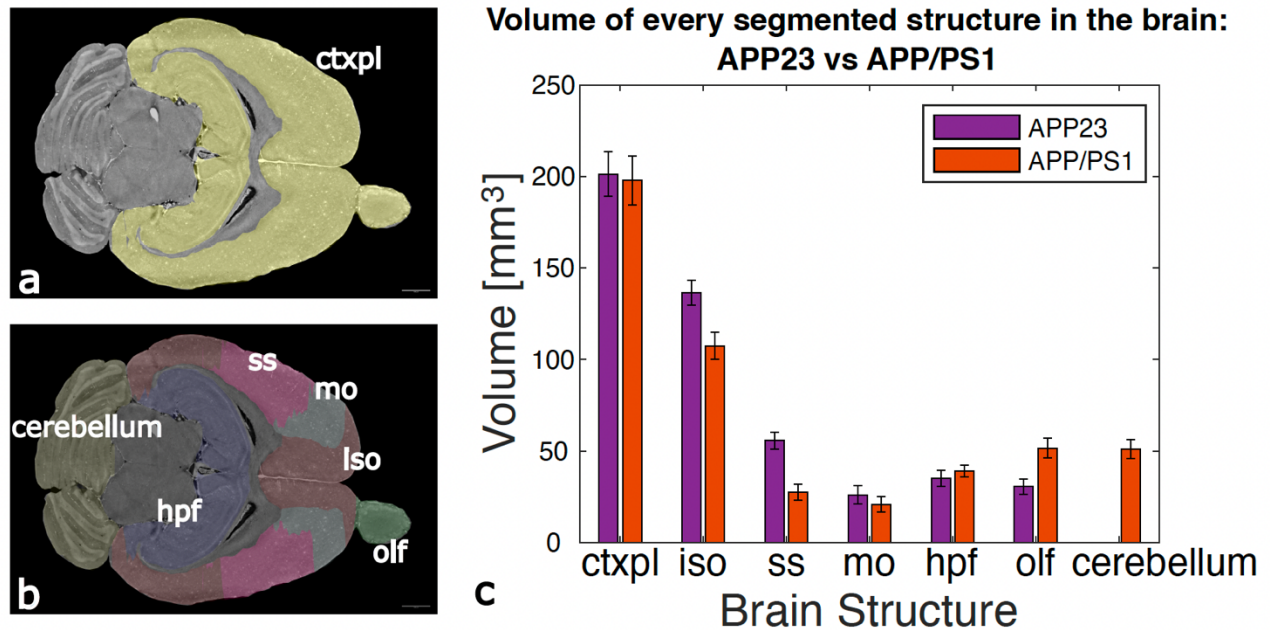 ctxpl
a
ss
mo
cerebellum
Iso
hpf
olf
b
Volume of every segmented structure in the brain:
APP23 vs APP/PS1
250
200
150
100
50
0
Volume [mm³]
APP23
APP/PS1
ctxpl iso ss mo hpf olf cerebellum
Brain Structure
c